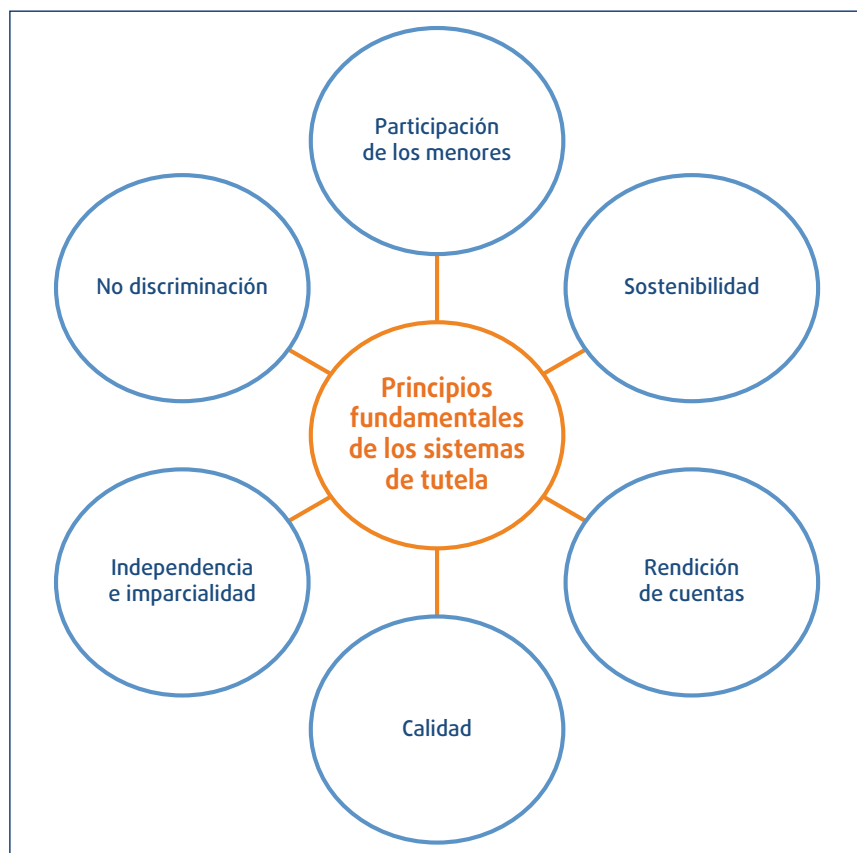 Participación
de los menores
No discriminación
Sostenibilidad
Principios
fundamentales
de los sistemas
de tutela
Independencia
e imparcialidad
Rendición
de cuentas
Calidad